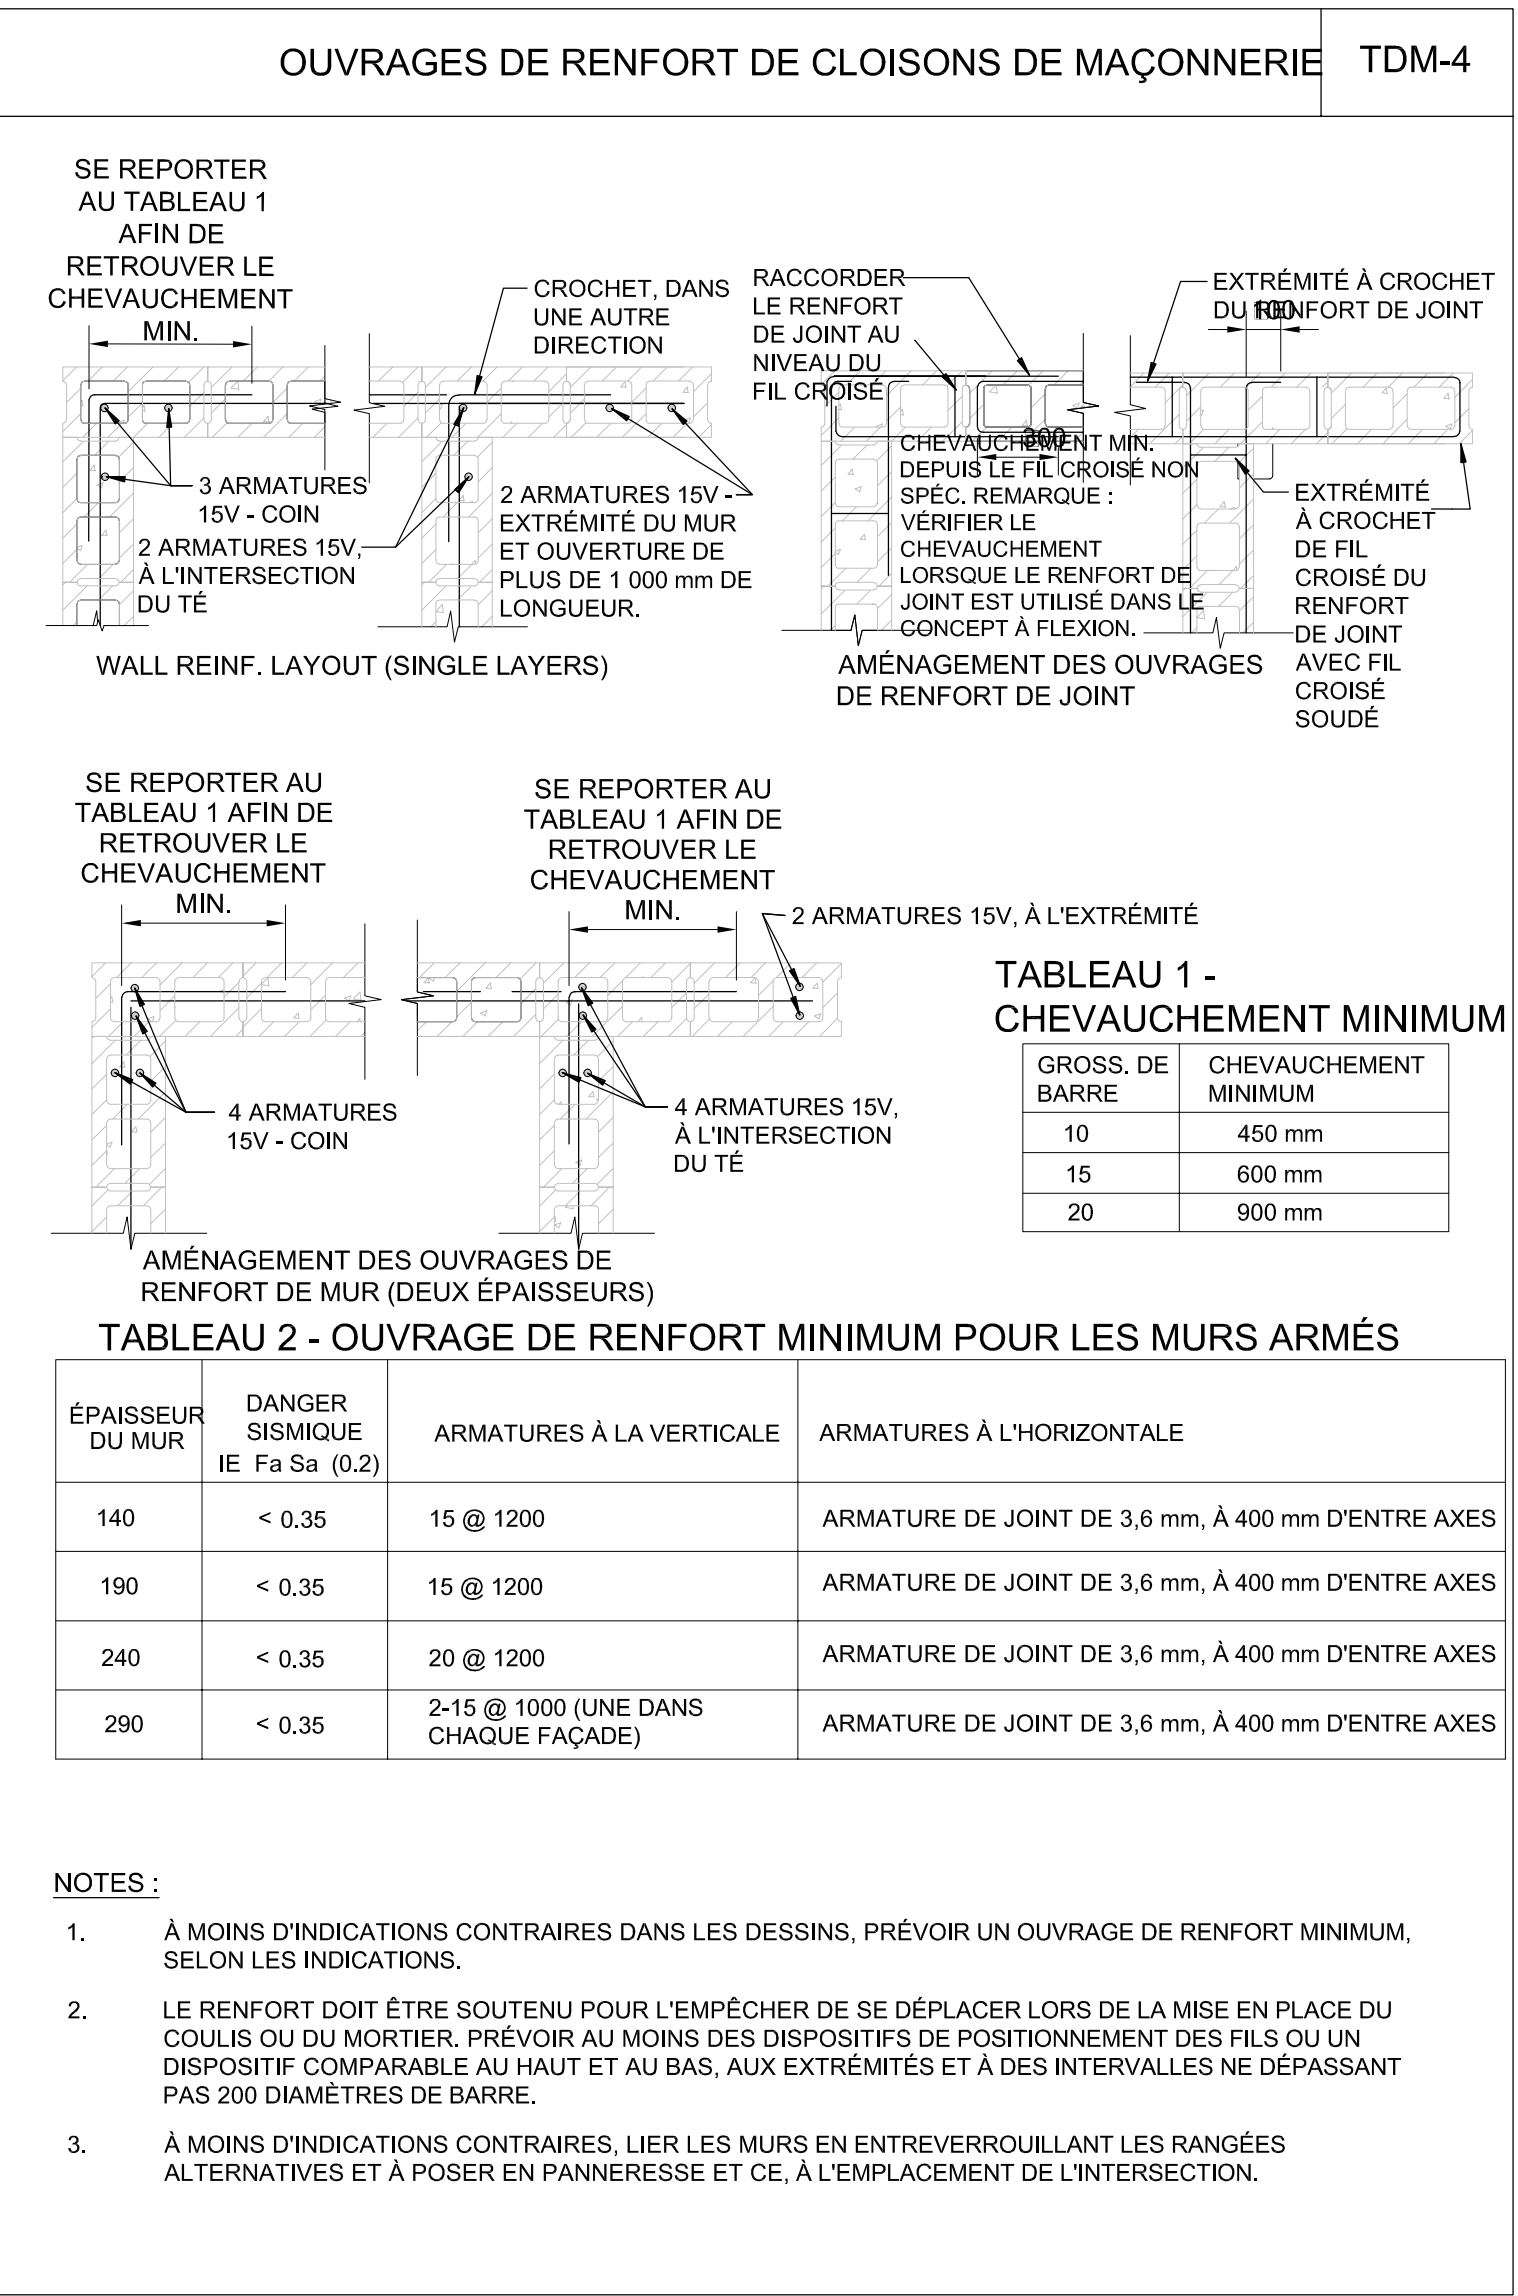 OUVRAGES DE RENFORT DE CLOISONS DE MAÇONNERIE
TDM-4
SE REPORTER
AU TABLEAU 1
AFIN DE
RETROUVER LE
CHEVAUCHEMENT
MIN.
CROCHET, DANS
UNE AUTRE
DIRECTION
3 ARMATURES
15V - COIN
2 ARMATURES 15V,
À L'INTERSECTION
DU TÉ
2 ARMATURES 15V -
EXTRÉMITÉ DU MUR
ET OUVERTURE DE
PLUS DE 1 000 mm DE
LONGUEUR.
WALL REINF. LAYOUT (SINGLE LAYERS)
RACCORDER
LE RENFORT
DE JOINT AU
NIVEAU DU
FIL CROISÉ
EXTRÉMITÉ À CROCHET
DU RENFORT DE JOINT
100
300
CHEVAUCHEMENT MIN.
DEPUIS LE FIL CROISÉ NON
SPÉC. REMARQUE :
VÉRIFIER LE
CHEVAUCHEMENT
LORSQUE LE RENFORT DE
JOINT EST UTILISÉ DANS LE
CONCEPT À FLEXION.
EXTRÉMITÉ
À CROCHET
DE FIL
CROISÉ DU
RENFORT
DE JOINT
AVEC FIL
CROISÉ
SOUDÉ
AMÉNAGEMENT DES OUVRAGES
DE RENFORT DE JOINT
SE REPORTER AU
TABLEAU 1 AFIN DE
RETROUVER LE
CHEVAUCHEMENT
MIN.
SE REPORTER AU
TABLEAU 1 AFIN DE
RETROUVER LE
CHEVAUCHEMENT
MIN.
2 ARMATURES 15V, À L'EXTRÉMITÉ
4 ARMATURES
15V - COIN
4 ARMATURES 15V,
À L'INTERSECTION
DU TÉ
AMÉNAGEMENT DES OUVRAGES DE
RENFORT DE MUR (DEUX ÉPAISSEURS)
TABLEAU 1 -
CHEVAUCHEMENT MINIMUM
GROSS. DE
BARRE
CHEVAUCHEMENT
MINIMUM
10 450 mm
15 600 mm
20 900 mm
TABLEAU 2 - OUVRAGE DE RENFORT MINIMUM POUR LES MURS ARMÉS
ÉPAISSEUR
DU MUR
DANGER
SISMIQUE
IE Fa Sa (0.2)
ARMATURES À LA VERTICALE
ARMATURES À L'HORIZONTALE
140 < 0.35 15 @ 1200 ARMATURE DE JOINT DE 3,6 mm, À 400 mm D'ENTRE AXES
190 < 0.35 15 @ 1200 ARMATURE DE JOINT DE 3,6 mm, À 400 mm D'ENTRE AXES
240 < 0.35 20 @ 1200 ARMATURE DE JOINT DE 3,6 mm, À 400 mm D'ENTRE AXES
290 < 0.35 2-15 @ 1000 (UNE DANS
CHAQUE FAÇADE)
ARMATURE DE JOINT DE 3,6 mm, À 400 mm D'ENTRE AXES
NOTES :
1. À MOINS D'INDICATIONS CONTRAIRES DANS LES DESSINS, PRÉVOIR UN OUVRAGE DE RENFORT MINIMUM,
SELON LES INDICATIONS.
2. LE RENFORT DOIT ÊTRE SOUTENU POUR L'EMPÊCHER DE SE DÉPLACER LORS DE LA MISE EN PLACE DU
COULIS OU DU MORTIER. PRÉVOIR AU MOINS DES DISPOSITIFS DE POSITIONNEMENT DES FILS OU UN
DISPOSITIF COMPARABLE AU HAUT ET AU BAS, AUX EXTRÉMITÉS ET À DES INTERVALLES NE DÉPASSANT
PAS 200 DIAMÈTRES DE BARRE.
3. À MOINS D'INDICATIONS CONTRAIRES, LIER LES MURS EN ENTREVERROUILLANT LES RANGÉES
ALTERNATIVES ET À POSER EN PANNERESSE ET CE, À L'EMPLACEMENT DE L'INTERSECTION.